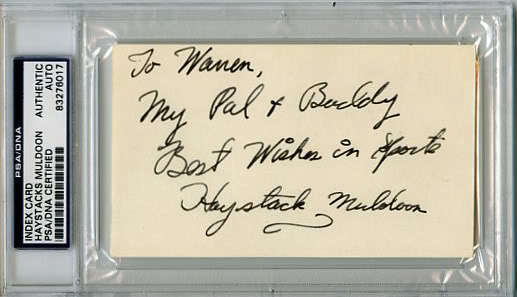 PSA/DNA
INDEX CARD
HAYSTACKS MULDOON
PSA/DNA CERTIFIED
AUTHENTIC
AUTO
83276017
To Warren,
My Pal & Buddy
Best Wishes in Sports
Haystack Muldoon